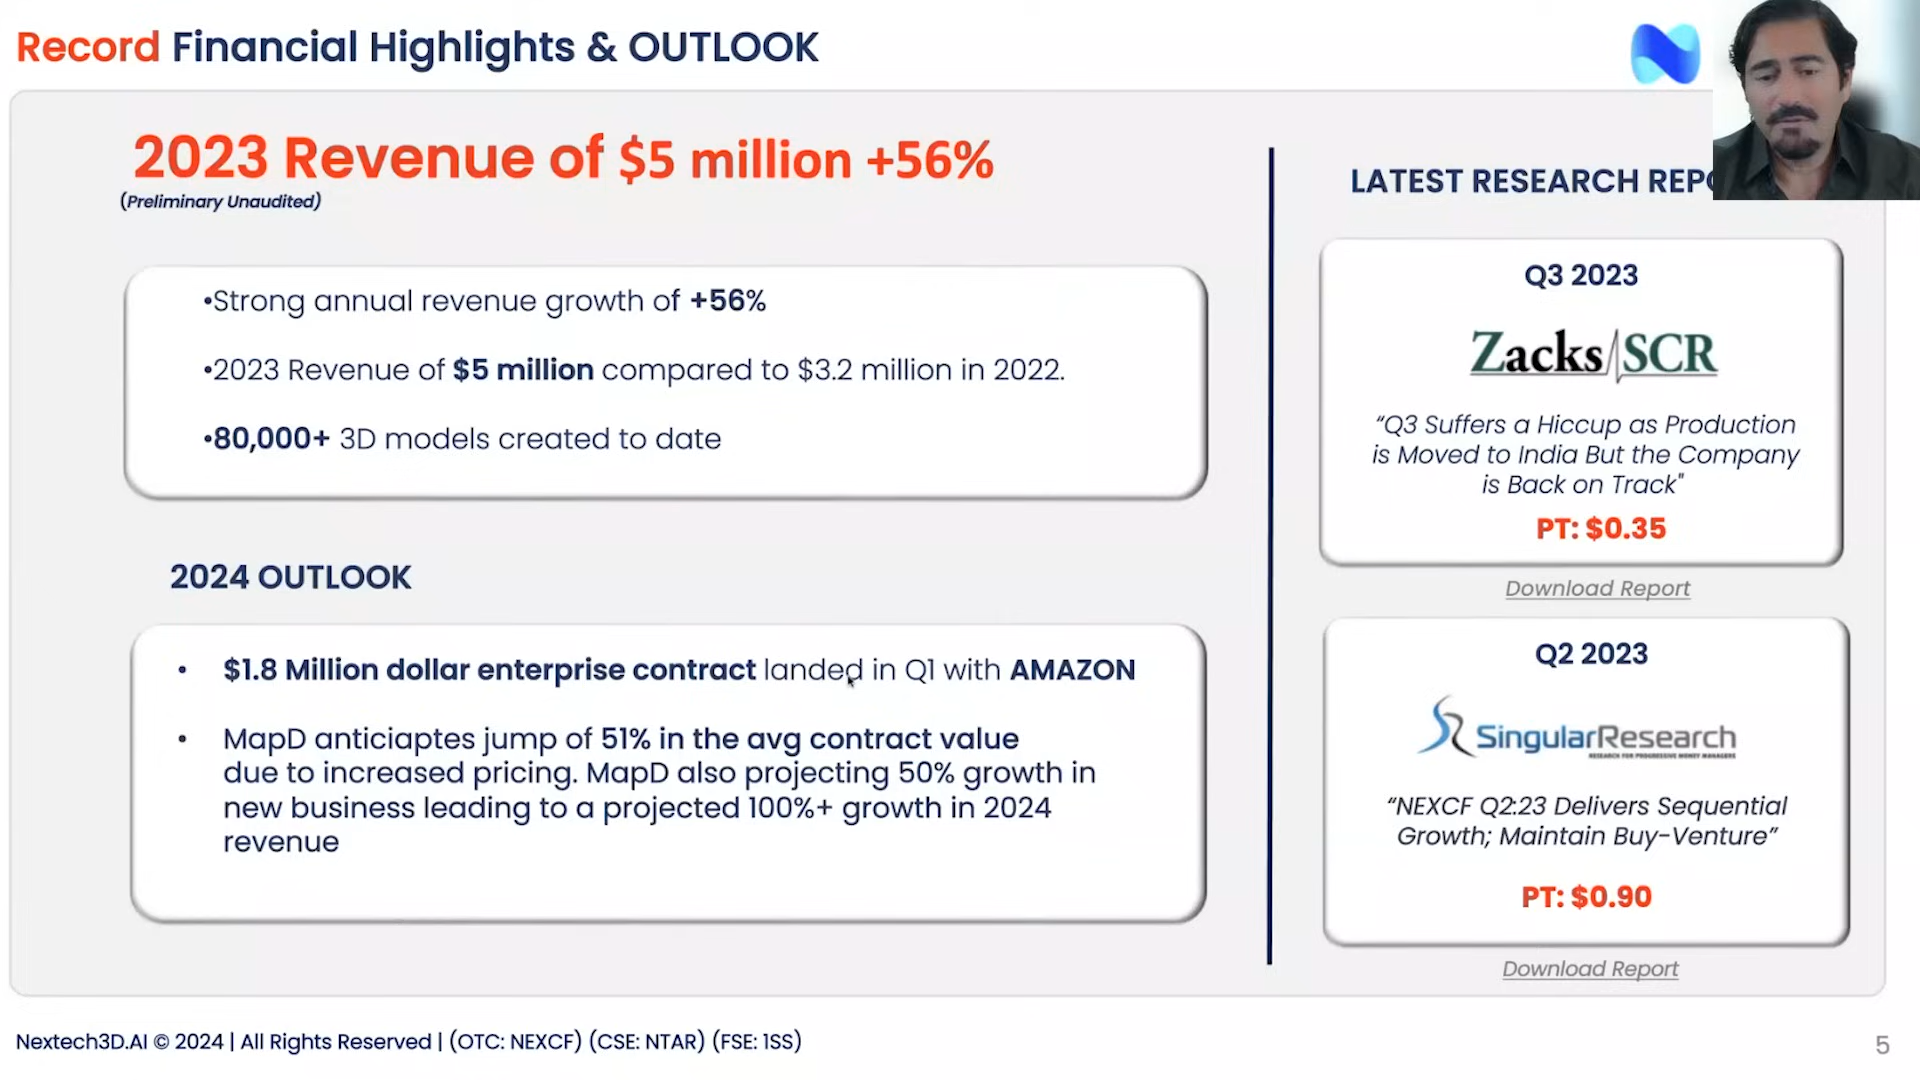 Record Financial Highlights & OUTLOOK
2023 Revenue of $5 million +56%
(Preliminary Unaudited)
•Strong annual revenue growth of +56%
•2023 Revenue of $5 million compared to $3.2 million in 2022.
•80,000+ 3D models created to date
2024 OUTLOOK
• $1.8 Million dollar enterprise contract landed in Q1 with AMAZON
• MapD anticiaptes jump of 51% in the avg contract value
due to increased pricing. MapD also projecting 50% growth in
new business leading to a projected 100%+ growth in 2024
revenue
LATEST RESEARCH
Q3 2023
Zacks/SCR
“Q3 Suffers a Hiccup as Production
is Moved to India But the Company
is Back on Track"
PT: $0.35
Download Report
Q2 2023
SingularResearch
RESEARCH FOR PROGRESSIVE MONEY MANAGERS
“NEXCF Q2:23 Delivers Sequential
Growth; Maintain Buy-Venture”
PT: $0.90
Download Report
Nextech3D.AI © 2024 | All Rights Reserved | (OTC: NEXCF) (CSE: NTAR) (FSE: 1SS)
5